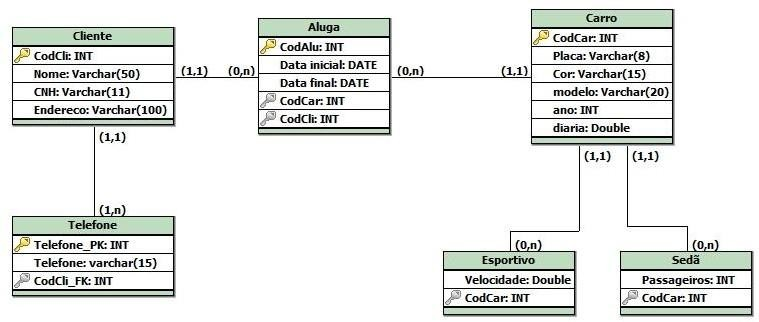 Cliente
CodCli: INT
Nome: Varchar(50)
CNH: Varchar(11)
Endereco: Varchar(100)
(1,1)
(0,n)
Aluga
CodAlu: INT
Data inicial: DATE
Data final: DATE
CodCar: INT
CodCli: INT
(0,n)
(1,1)
Carro
CodCar: INT
Placa: Varchar(8)
Cor: Varchar(15)
modelo: Varchar(20)
ano: INT
diaria: Double
(1,1)
(1,n)
Telefone
Telefone_PK: INT
Telefone: varchar(15)
CodCli_FK: INT
(1,1)
(1,1)
(0,n)
(0,n)
Esportivo
Velocidade: Double
CodCar: INT
Sedã
Passageiros: INT
CodCar: INT